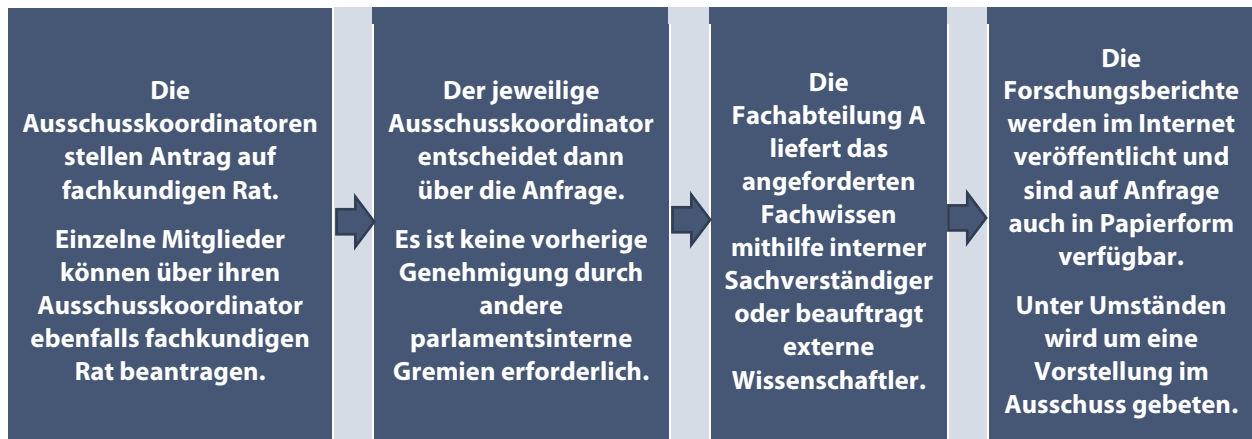 Die
Ausschusskoordinatoren
stellen Antrag auf
fachkundigen Rat.
Einzelne Mitglieder
können über ihren
Ausschusskoordinator
ebenfalls fachkundigen
Rat beantragen.
Der jeweilige
Ausschusskoordinator
entscheidet dann
über die Anfrage.
Es ist keine vorherige
Genehmigung durch
andere
parlamentsinterne
Gremien erforderlich.
Die
Fachabteilung A
liefert das
angeforderten
Fachwissen
mithilfe interner
Sachverständiger
oder beauftragt
externe
Wissenschaftler.
Die
Forschungsberichte
werden im Internet
veröffentlicht und
sind auf Anfrage
auch in Papierform
verfügbar.
Unter Umständen
wird um eine
Vorstellung im
Ausschuss gebeten.